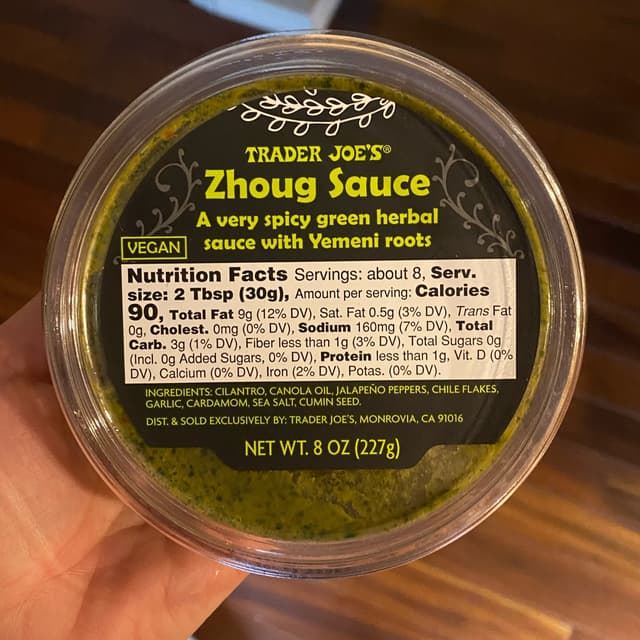 TRADER JOE'S®
Zhoug Sauce
A very spicy green herbal
sauce with Yemeni roots
VEGAN
Nutrition Facts Servings: about 8, Serv.
size: 2 Tbsp (30g), Amount per serving: Calories
90, Total Fat 9g (12% DV), Sat. Fat 0.5g (3% DV), Trans Fat
0g, Cholest. 0mg (0% DV), Sodium 160mg (7% DV), Total
Carb. 3g (1% DV), Fiber less than 1g (3% DV), Total Sugars 0g
(Incl. 0g Added Sugars, 0% DV), Protein less than 1g, Vit. D (0%
DV), Calcium (0% DV), Iron (2% DV), Potas. (0% DV).
INGREDIENTS: CILANTRO, CANOLA OIL, JALAPEÑO PEPPERS, CHILE FLAKES,
GARLIC, CARDAMOM, SEA SALT, CUMIN SEED.
DIST. & SOLD EXCLUSIVELY BY: TRADER JOE'S, MONROVIA, CA 91016
NET WT. 8 OZ (227g)